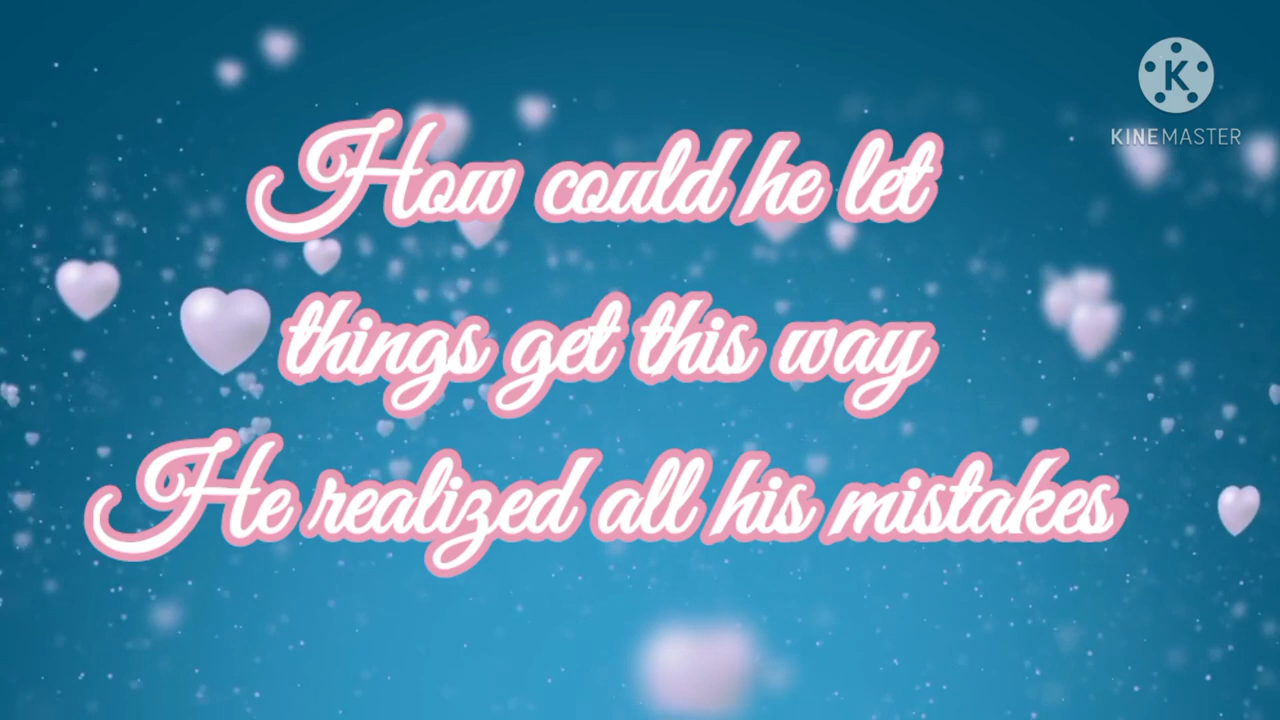 K
KINEMASTER
How could he let
things get this way
He realized all his mistakes